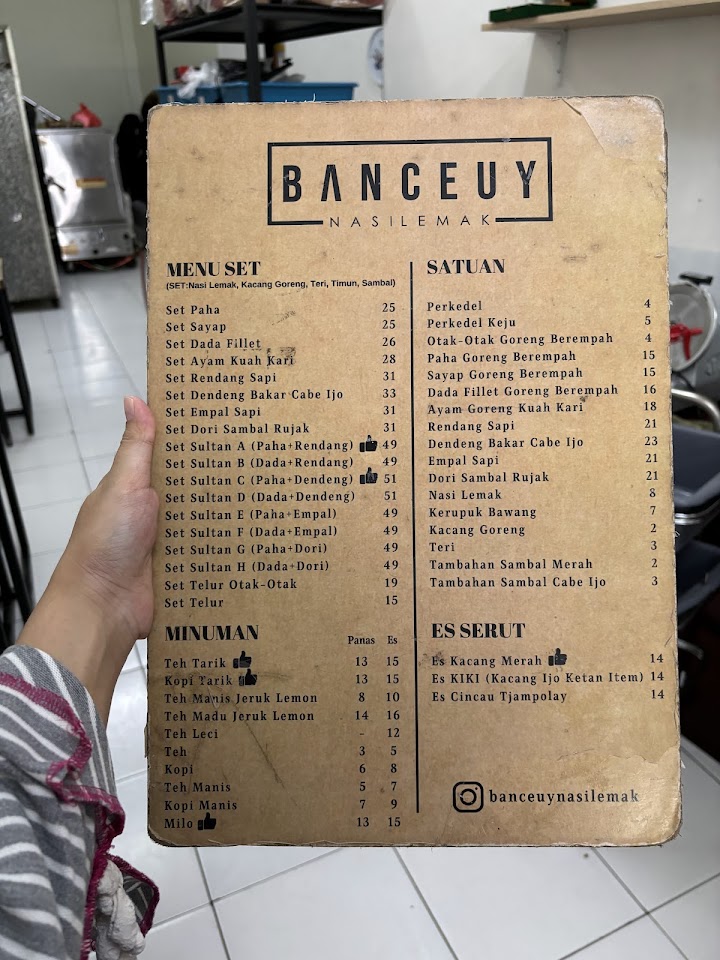 BANCEUY
NASILEMAK
MENU SET
(SET:Nasi Lemak, Kacang Goreng, Teri, Timun, Sambal)
Set Paha 25
Set Sayap 25
Set Dada Fillet 26
Set Ayam Kuah Kari 28
Set Rendang Sapi 31
Set Dendeng Bakar Cabe Ijo 33
Set Empal Sapi 31
Set Dori Sambal Rujak 31
Set Sultan A (Paha+Rendang) 49
Set Sultan B (Dada+Rendang) 49
Set Sultan C (Paha+Dendeng) 51
Set Sultan D (Dada+Dendeng) 51
Set Sultan E (Paha+Empal) 49
Set Sultan F (Dada+Empal) 49
Set Sultan G (Paha+Dori) 49
Set Sultan H (Dada+Dori) 49
Set Telur Otak-Otak 19
Set Telur 15
MINUMAN
Panas Es
Teh Tarik 13 15
Kopi Tarik 13 15
Teh Manis Jeruk Lemon 8 10
Teh Madu Jeruk Lemon 14 16
Teh Leci - 12
Teh 3 5
Kopi 6 8
Teh Manis 5 7
Kopi Manis 7 9
Milo 13 15
SATUAN
Perkedel 4
Perkedel Keju 5
Otak-Otak Goreng Berempah 4
Paha Goreng Berempah 15
Sayap Goreng Berempah 15
Dada Fillet Goreng Berempah 16
Ayam Goreng Kuah Kari 18
Rendang Sapi 21
Dendeng Bakar Cabe Ijo 23
Empal Sapi 21
Dori Sambal Rujak 21
Nasi Lemak 8
Kerupuk Bawang 7
Kacang Goreng 2
Teri 3
Tambahan Sambal Merah 2
Tambahan Sambal Cabe Ijo 3
ES SERUT
Es Kacang Merah 14
Es KIKI (Kacang Ijo Ketan Item) 14
Es Cincau Tjampolay 14
banceuynasilemak